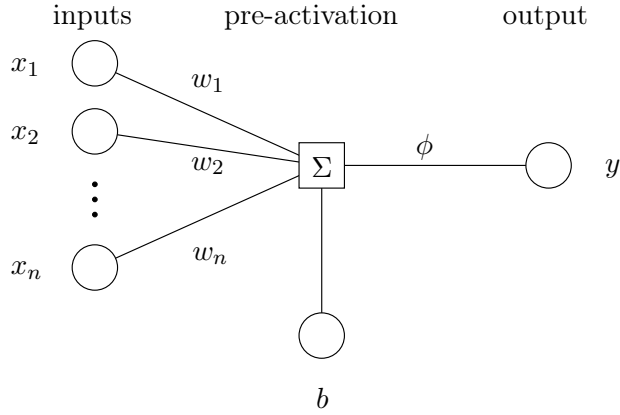 inputs pre-activation output
x₁
w₁
x₂
w₂
Σ
ϕ
y
⋮
wₙ
xₙ
b